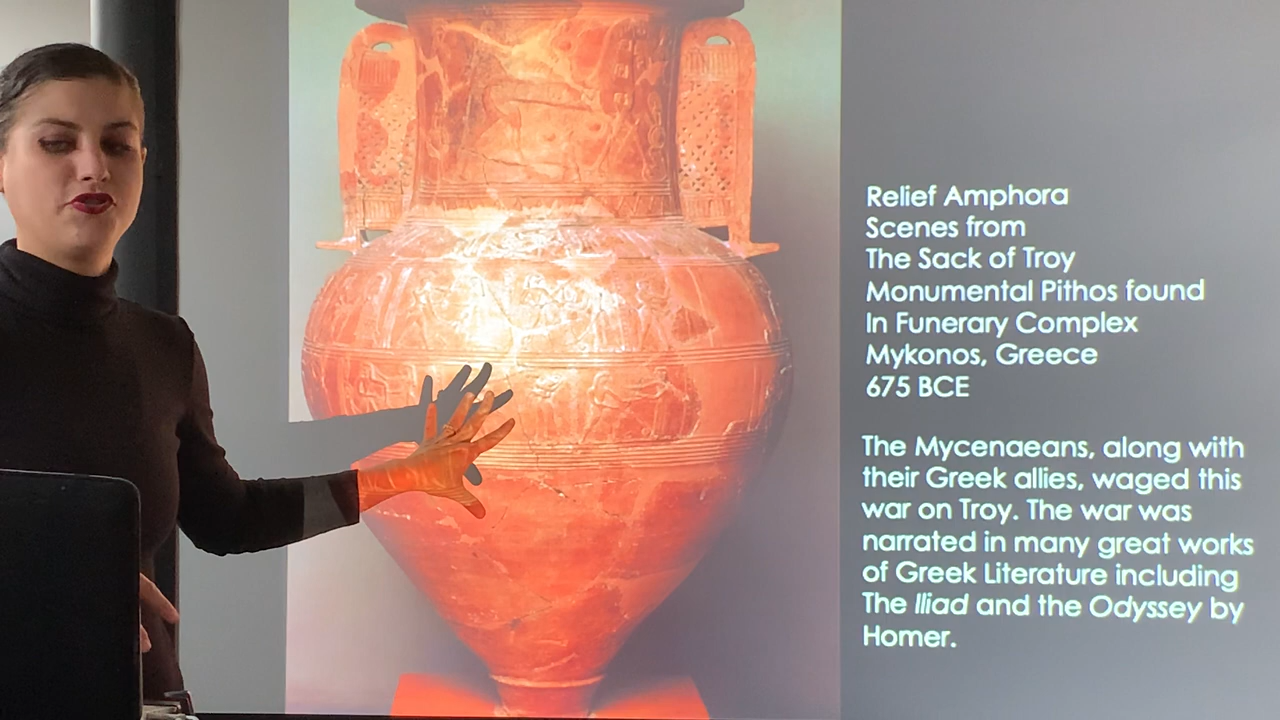 Relief Amphora
Scenes from
The Sack of Troy
Monumental Pithos found
In Funerary Complex
Mykonos, Greece
675 BCE
The Mycenaeans, along with
their Greek allies, waged this
war on Troy. The war was
narrated in many great works
of Greek Literature including
The Iliad and the Odyssey by
Homer.